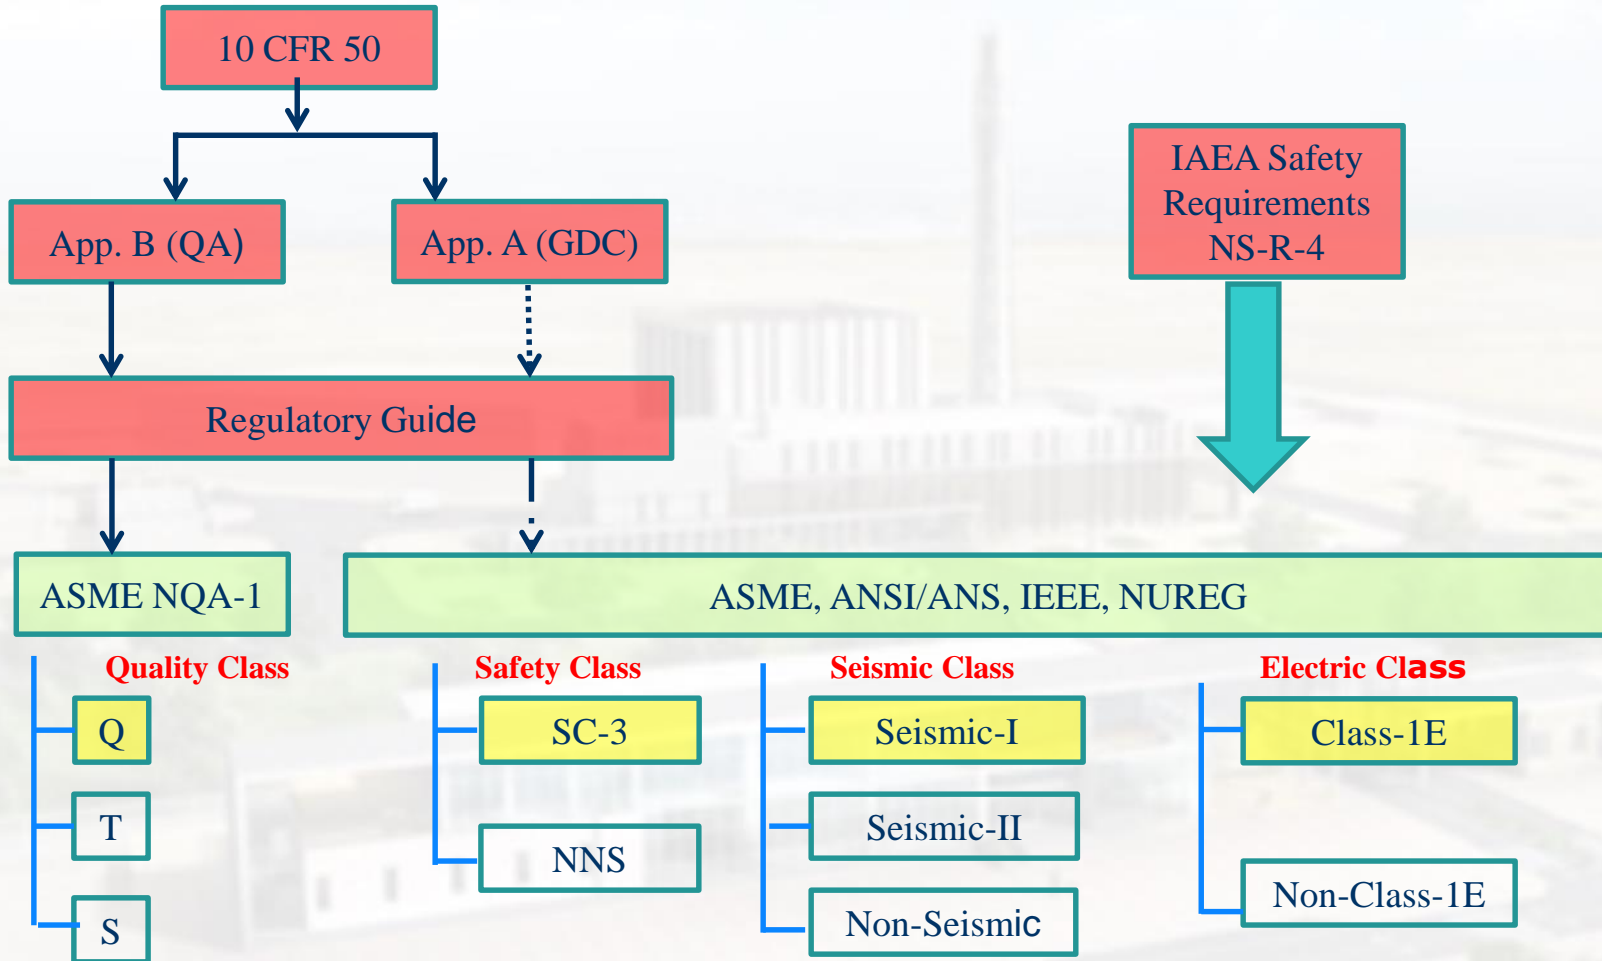 10 CFR 50
IAEA Safety
Requirements
NS-R-4
App. B (QA)
App. A (GDC)
Regulatory Guide
ASME NQA-1
ASME, ANSI/ANS, IEEE, NUREG
Quality Class
Safety Class
Seismic Class
Electric Class
Q
SC-3
Seismic-I
Class-1E
T
NNS
Seismic-II
Non-Class-1E
S
Non-Seismic